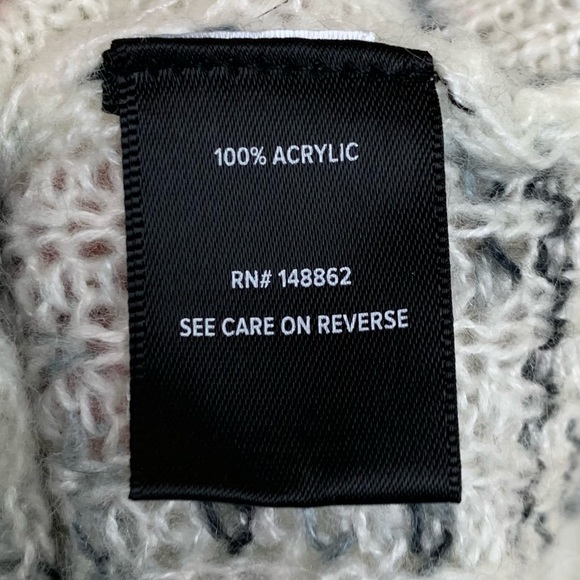 100% ACRYLIC
RN# 148862
SEE CARE ON REVERSE